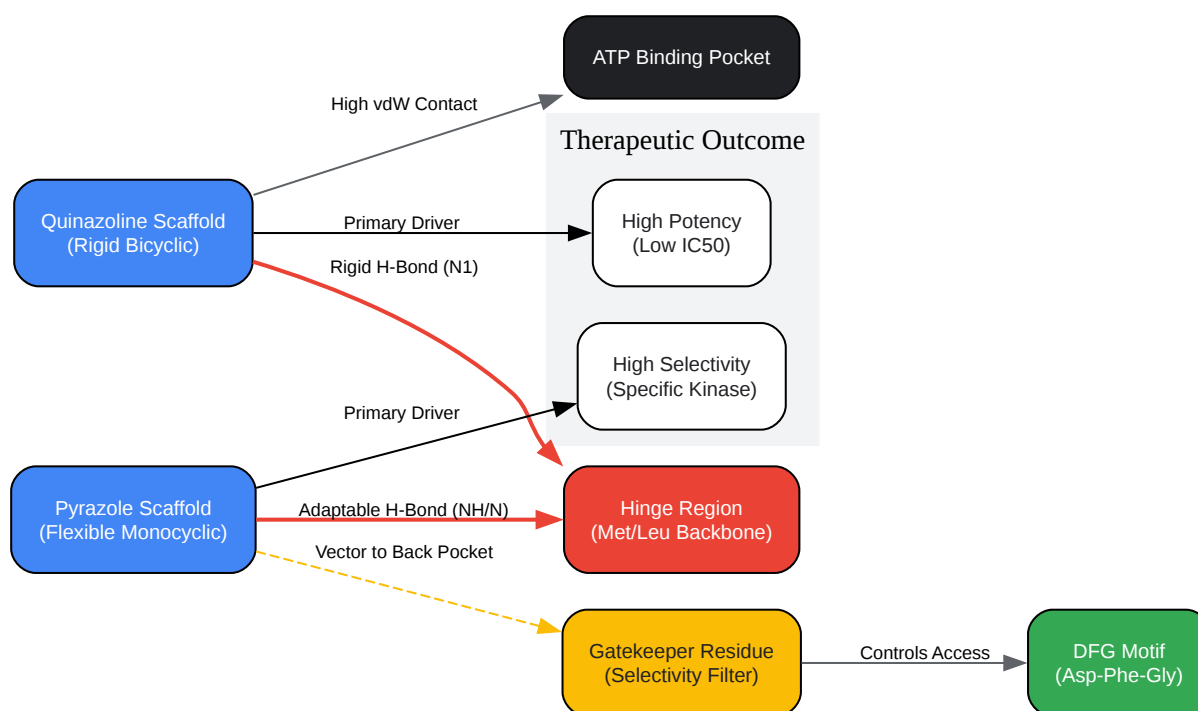 ATP Binding Pocket
High vdW Contact
Therapeutic Outcome
Quinazoline Scaffold
(Rigid Bicyclic)
Primary Driver
High Potency
(Low IC50)
Rigid H-Bond (N1)
High Selectivity
(Specific Kinase)
Primary Driver
Pyrazole Scaffold
(Flexible Monocyclic)
Adaptable H-Bond (NH/N)
Hinge Region
(Met/Leu Backbone)
Vector to Back Pocket
Gatekeeper Residue
(Selectivity Filter)
Controls Access
DFG Motif
(Asp-Phe-Gly)